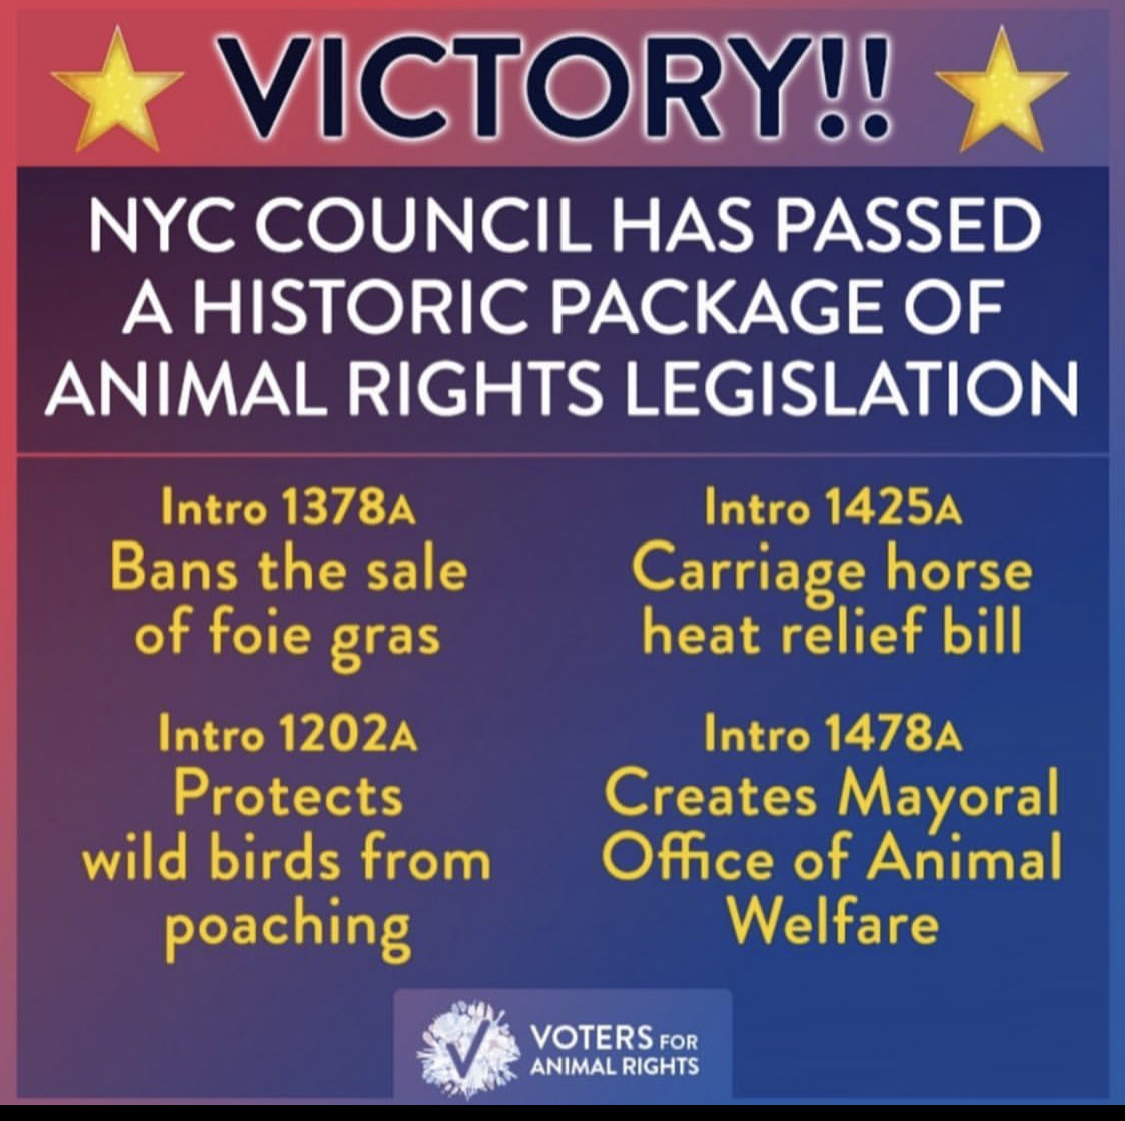 VICTORY!!
NYC COUNCIL HAS PASSED
A HISTORIC PACKAGE OF
ANIMAL RIGHTS LEGISLATION
Intro 1378A
Bans the sale
of foie gras
Intro 1425A
Carriage horse
heat relief bill
Intro 1202A
Protects
wild birds from
poaching
Intro 1478A
Creates Mayoral
Office of Animal
Welfare
VOTERS FOR
ANIMAL RIGHTS